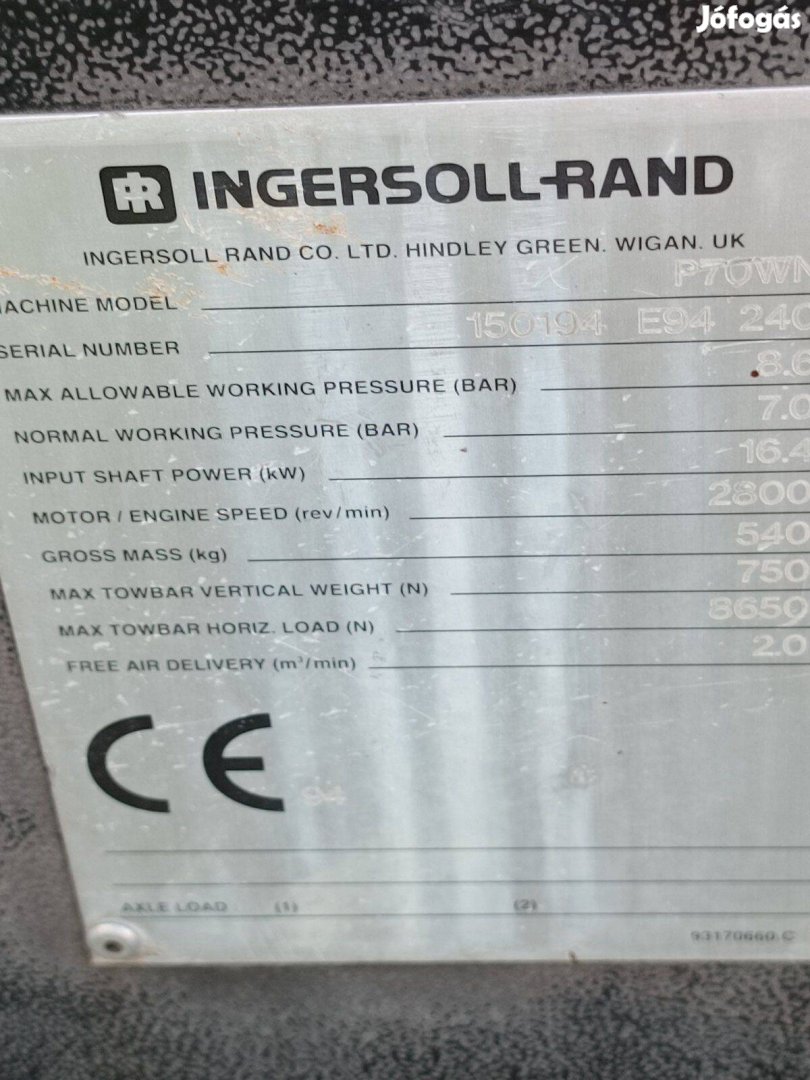 Jófogás
IR INGERSOLL-RAND
INGERSOLL RAND CO. LTD. HINDLEY GREEN. WIGAN. UK
MACHINE MODEL P70WN
SERIAL NUMBER 150194 E94 240
MAX ALLOWABLE WORKING PRESSURE (BAR) 8.6
NORMAL WORKING PRESSURE (BAR) 7.0
INPUT SHAFT POWER (kW) 16.4
MOTOR / ENGINE SPEED (rev/min) 2800
GROSS MASS (kg) 540
MAX TOWBAR VERTICAL WEIGHT (N) 750
MAX TOWBAR HORIZ. LOAD (N) 8650
FREE AIR DELIVERY (m³/min) 2.0
CE 94
AXLE LOAD (1) (2)
93170660.C